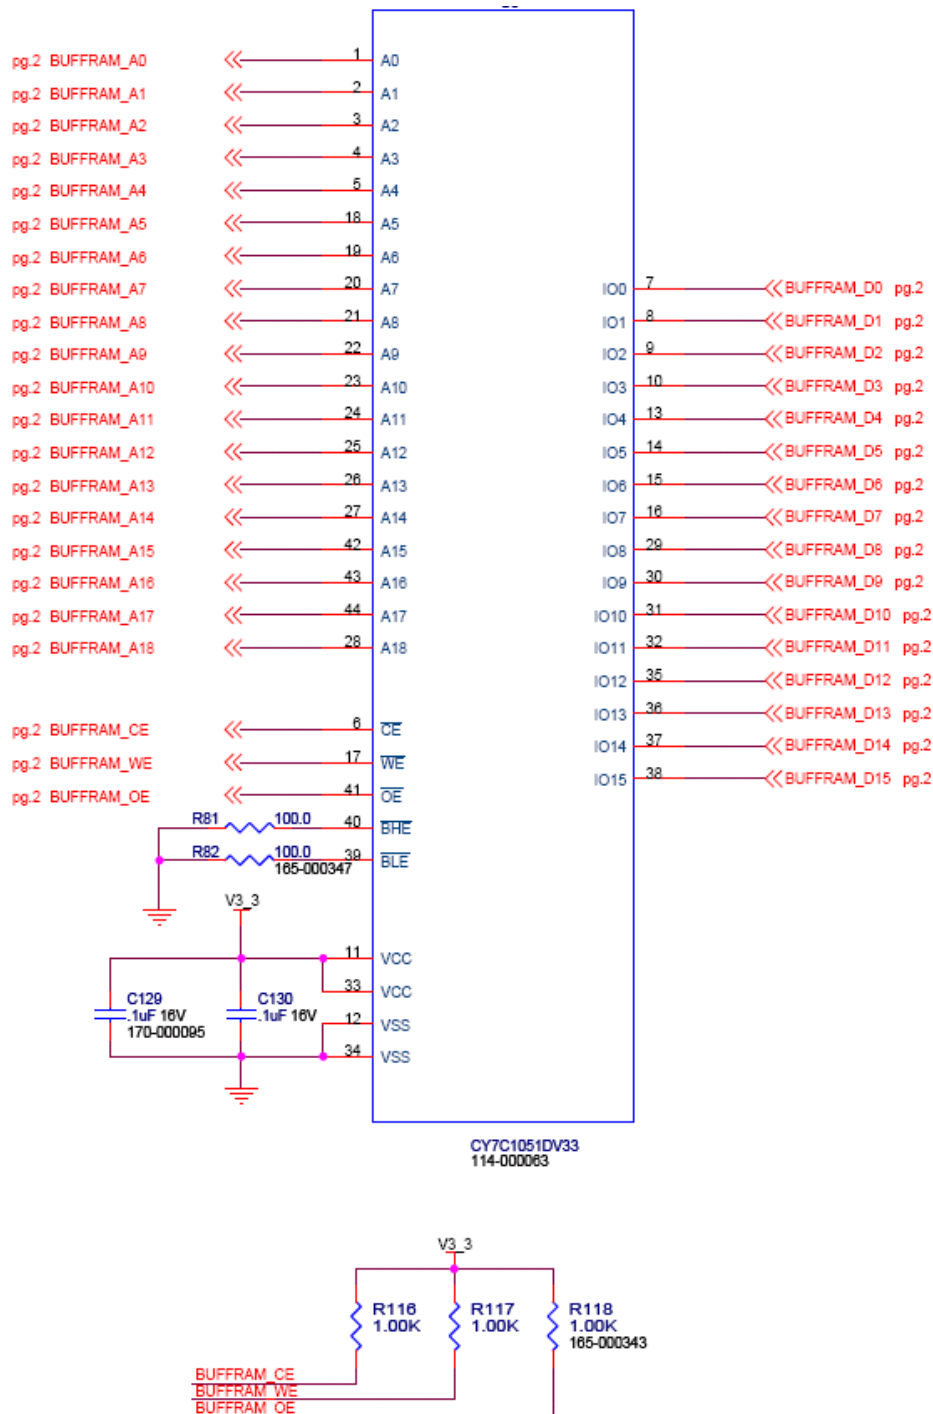 pg.2 BUFFRAM_A0 1 A0
pg.2 BUFFRAM_A1 2 A1
pg.2 BUFFRAM_A2 3 A2
pg.2 BUFFRAM_A3 4 A3
pg.2 BUFFRAM_A4 5 A4
pg.2 BUFFRAM_A5 18 A5
pg.2 BUFFRAM_A6 19 A6
pg.2 BUFFRAM_A7 20 A7 IO0 7 BUFFRAM_D0 pg.2
pg.2 BUFFRAM_A8 21 A8 IO1 8 BUFFRAM_D1 pg.2
pg.2 BUFFRAM_A9 22 A9 IO2 9 BUFFRAM_D2 pg.2
pg.2 BUFFRAM_A10 23 A10 IO3 10 BUFFRAM_D3 pg.2
pg.2 BUFFRAM_A11 24 A11 IO4 13 BUFFRAM_D4 pg.2
pg.2 BUFFRAM_A12 25 A12 IO5 14 BUFFRAM_D5 pg.2
pg.2 BUFFRAM_A13 26 A13 IO6 15 BUFFRAM_D6 pg.2
pg.2 BUFFRAM_A14 27 A14 IO7 16 BUFFRAM_D7 pg.2
pg.2 BUFFRAM_A15 42 A15 IO8 29 BUFFRAM_D8 pg.2
pg.2 BUFFRAM_A16 43 A16 IO9 30 BUFFRAM_D9 pg.2
pg.2 BUFFRAM_A17 44 A17 IO10 31 BUFFRAM_D10 pg.2
pg.2 BUFFRAM_A18 28 A18 IO11 32 BUFFRAM_D11 pg.2
IO12 35 BUFFRAM_D12 pg.2
IO13 36 BUFFRAM_D13 pg.2
pg.2 BUFFRAM_CE 6 CE
IO14 37 BUFFRAM_D14 pg.2
pg.2 BUFFRAM_WE 17 WE
IO15 38 BUFFRAM_D15 pg.2
pg.2 BUFFRAM_OE 41 OE
R81 100.0 40 BHE
R82 100.0 39 BLE
165-000347
V3_3
11 VCC
33 VCC
C129 C130
.1uF 16V .1uF 16V 12 VSS
170-000095
34 VSS
CY7C1051DV33
114-000063
V3_3
R116 R117 R118
1.00K 1.00K 1.00K
165-000343
BUFFRAM_CE
BUFFRAM_WE
BUFFRAM_OE